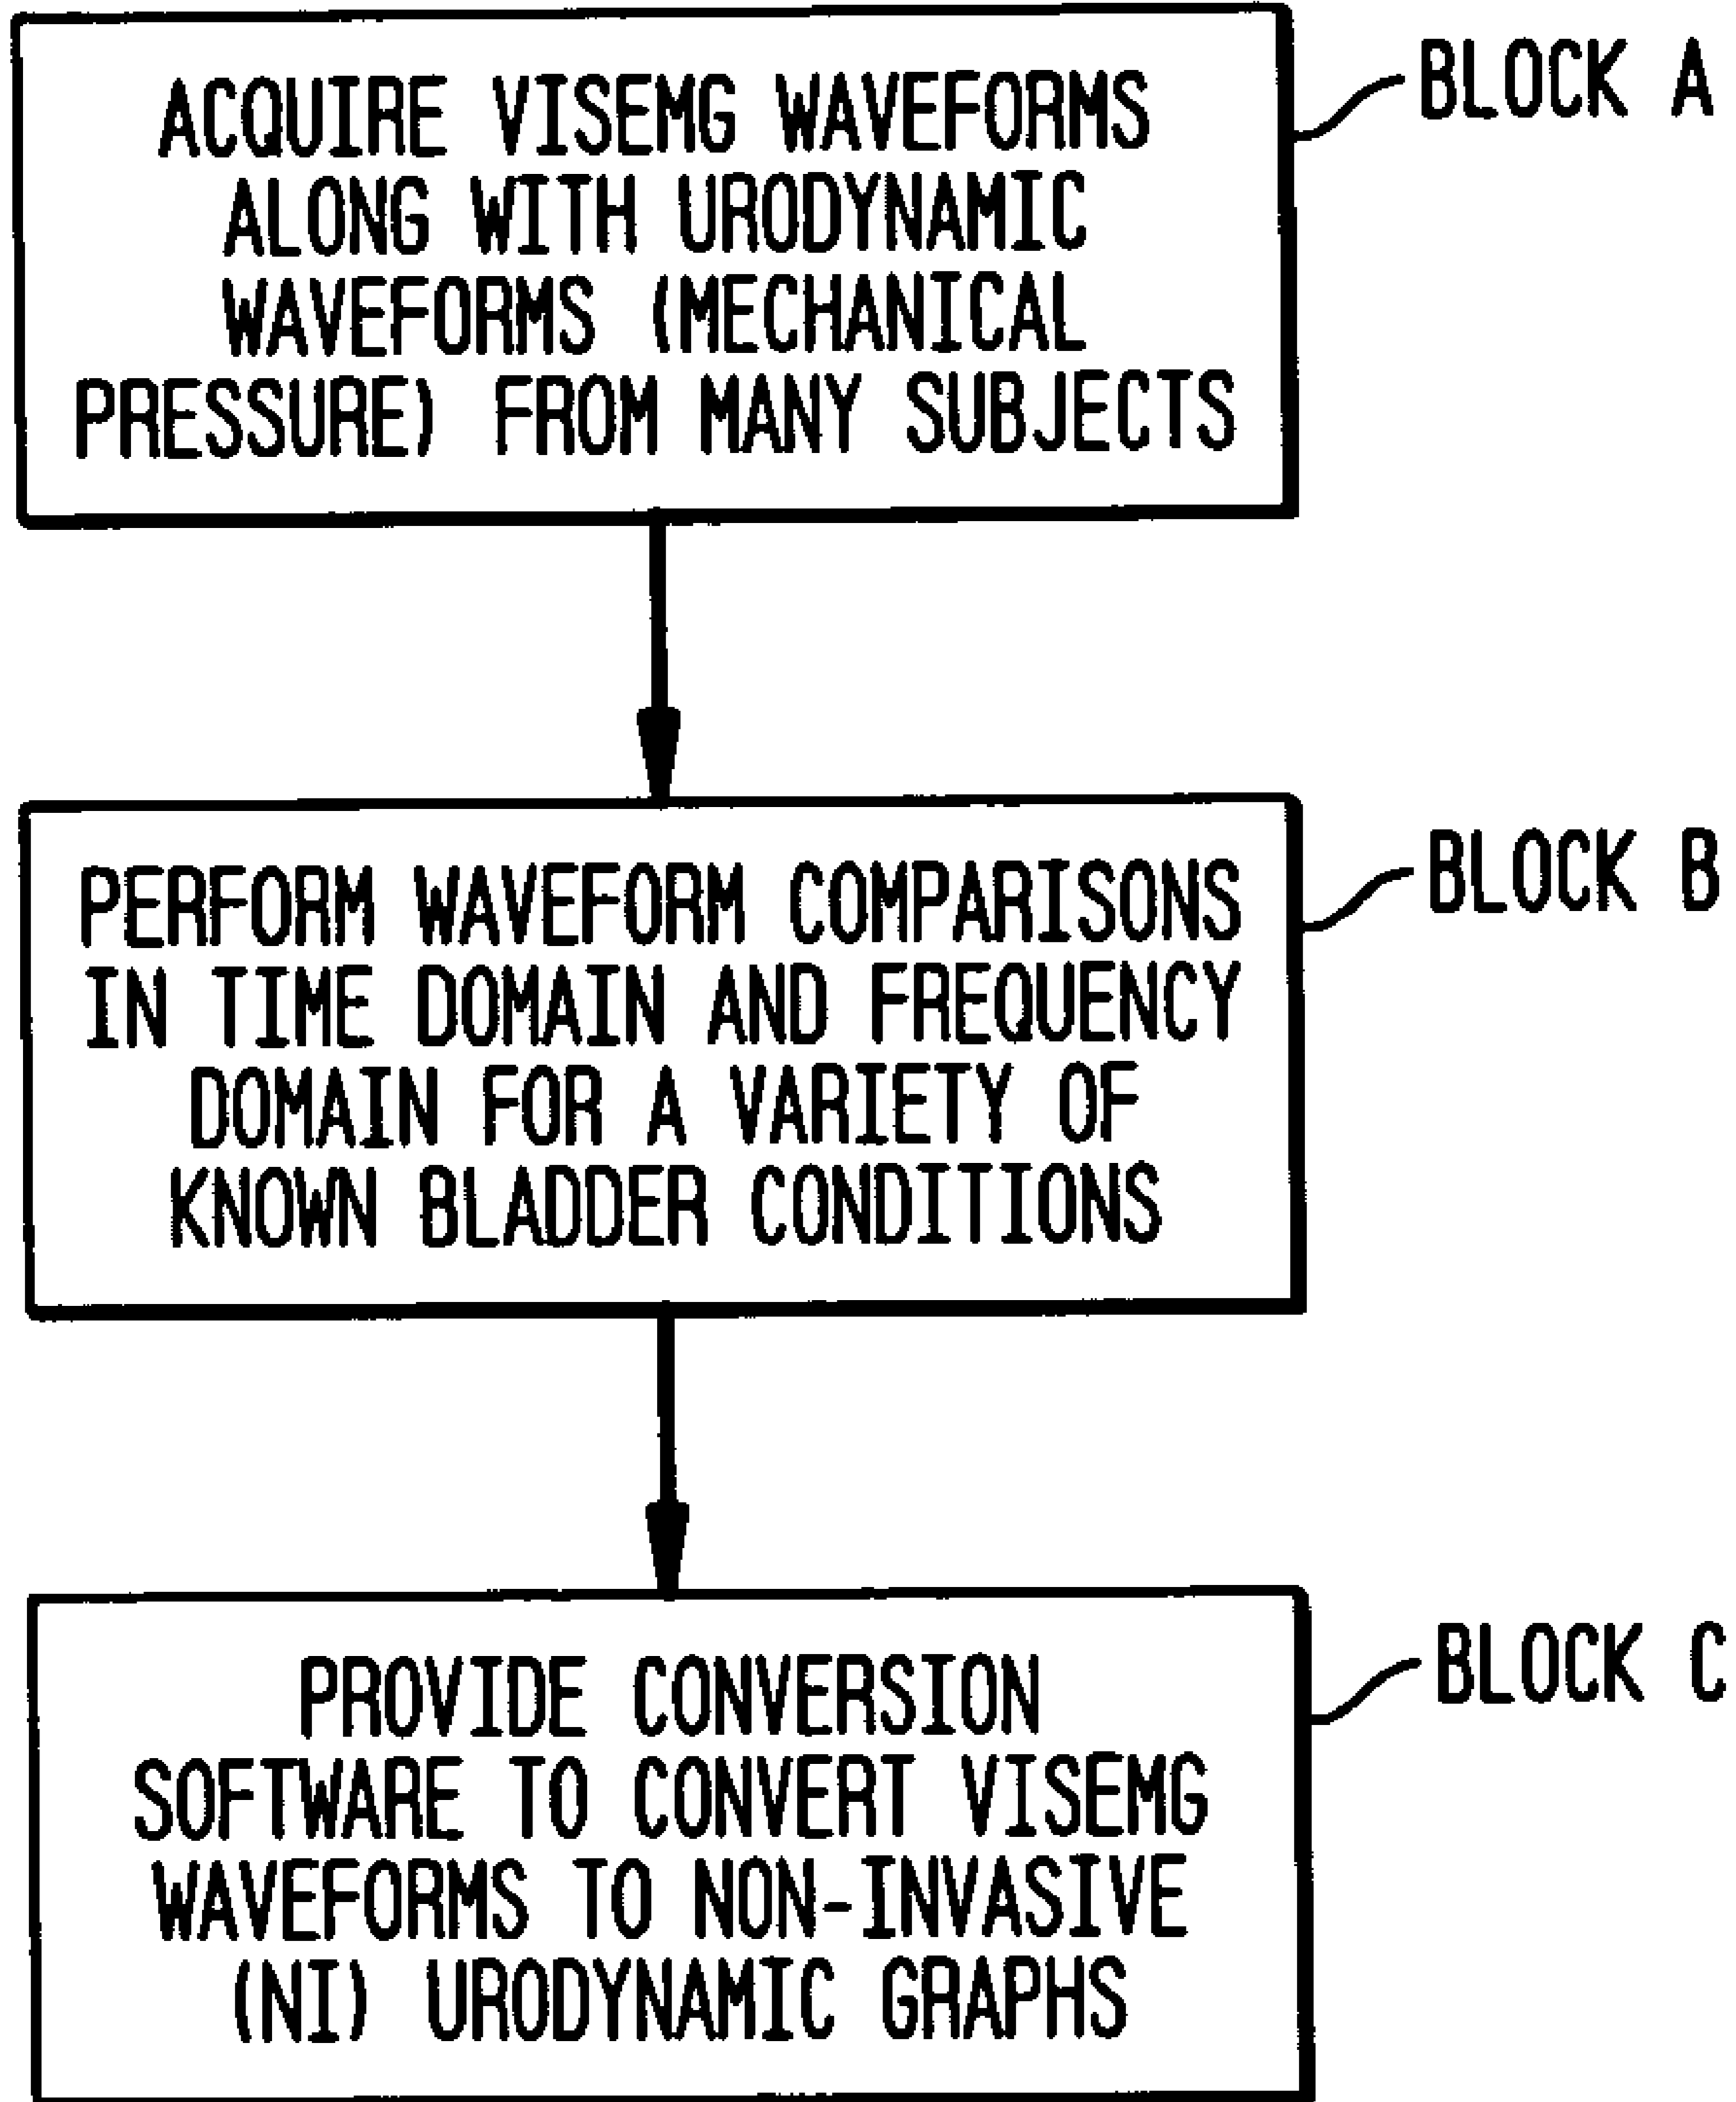 ACQUIRE VISEMG WAVEFORMS
ALONG WITH URODYNAMIC
WAVEFORMS (MECHANICAL
PRESSURE) FROM MANY SUBJECTS
BLOCK A
PERFORM WAVEFORM COMPARISONS
IN TIME DOMAIN AND FREQUENCY
DOMAIN FOR A VARIETY OF
KNOWN BLADDER CONDITIONS
BLOCK B
PROVIDE CONVERSION
SOFTWARE TO CONVERT VISEMG
WAVEFORMS TO NON-INVASIVE
(NI) URODYNAMIC GRAPHS
BLOCK C